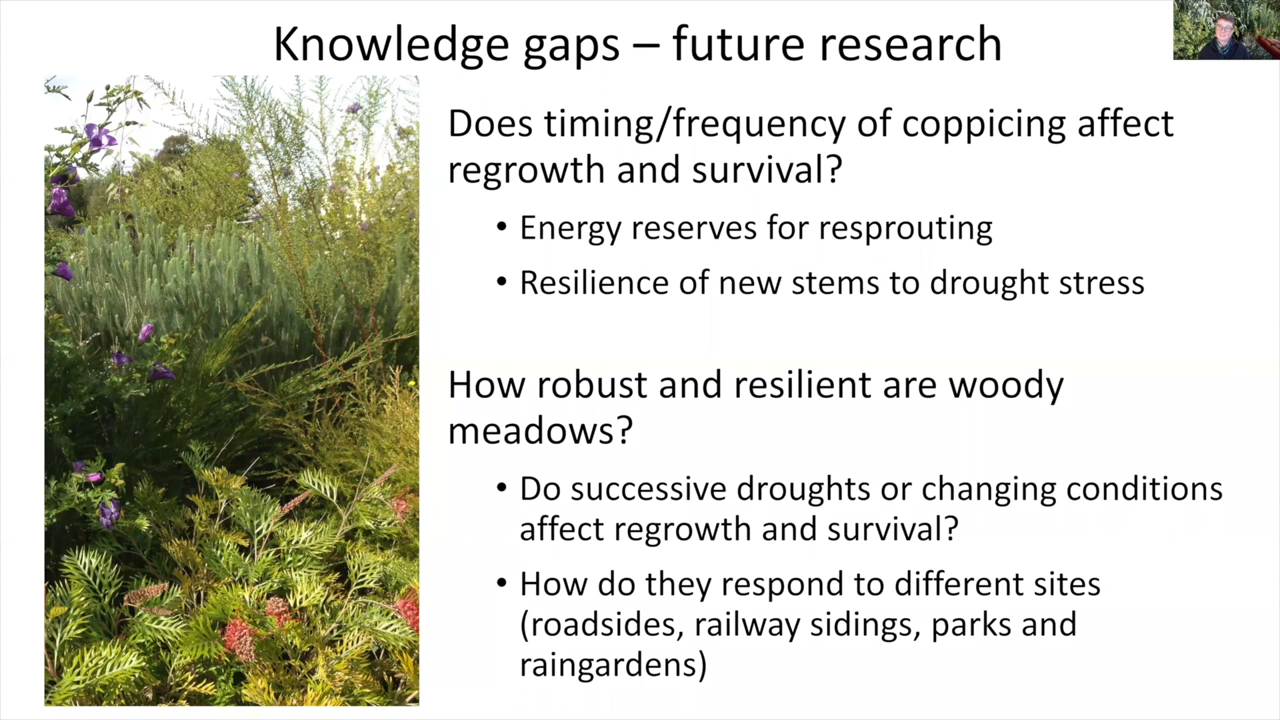 Knowledge gaps – future research
Does timing/frequency of coppicing affect
regrowth and survival?
• Energy reserves for resprouting
• Resilience of new stems to drought stress
How robust and resilient are woody
meadows?
• Do successive droughts or changing conditions
affect regrowth and survival?
• How do they respond to different sites
(roadsides, railway sidings, parks and
raingardens)